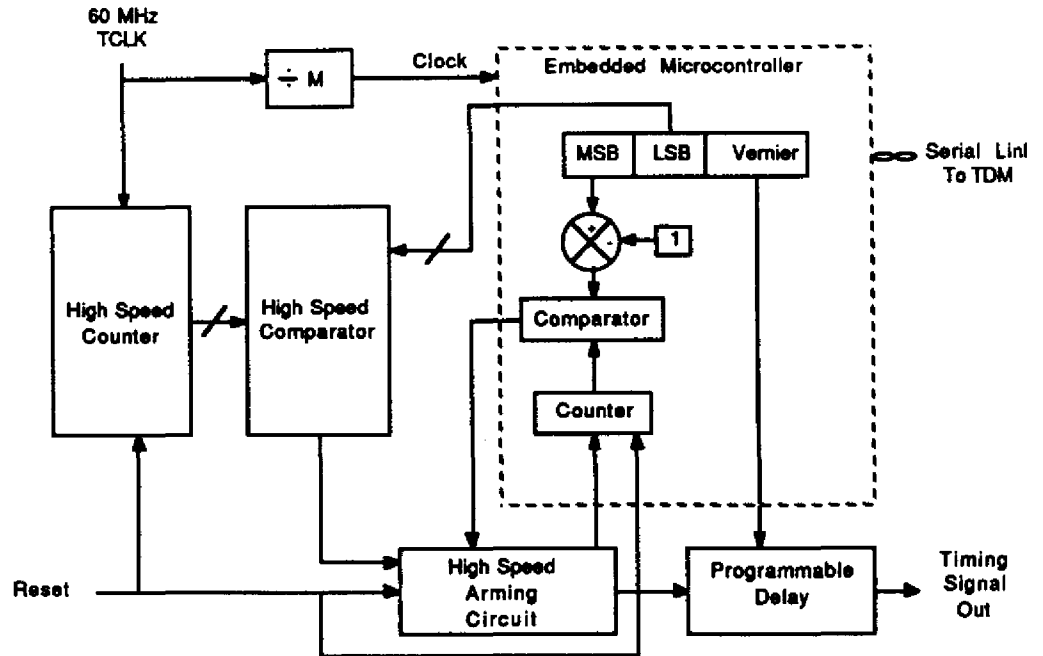 60 MHz
TCLK
÷ M
Clock
Embedded Microcontroller
MSB
LSB
Vernier
Serial Linl
To TDM
+
-
1
High Speed
Counter
High Speed
Comparator
Comparator
Counter
Reset
High Speed
Arming
Circuit
Programmable
Delay
Timing
Signal
Out